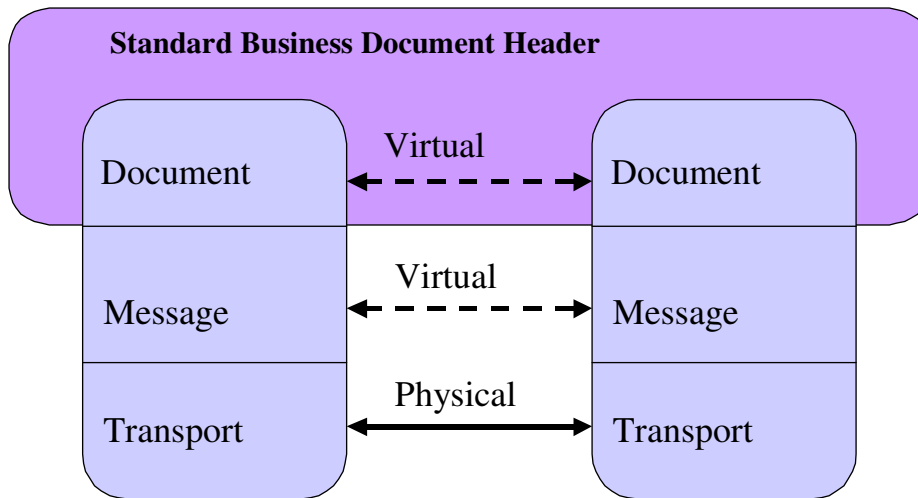 Standard Business Document Header
Virtual
Document
Document
Virtual
Message
Message
Physical
Transport
Transport